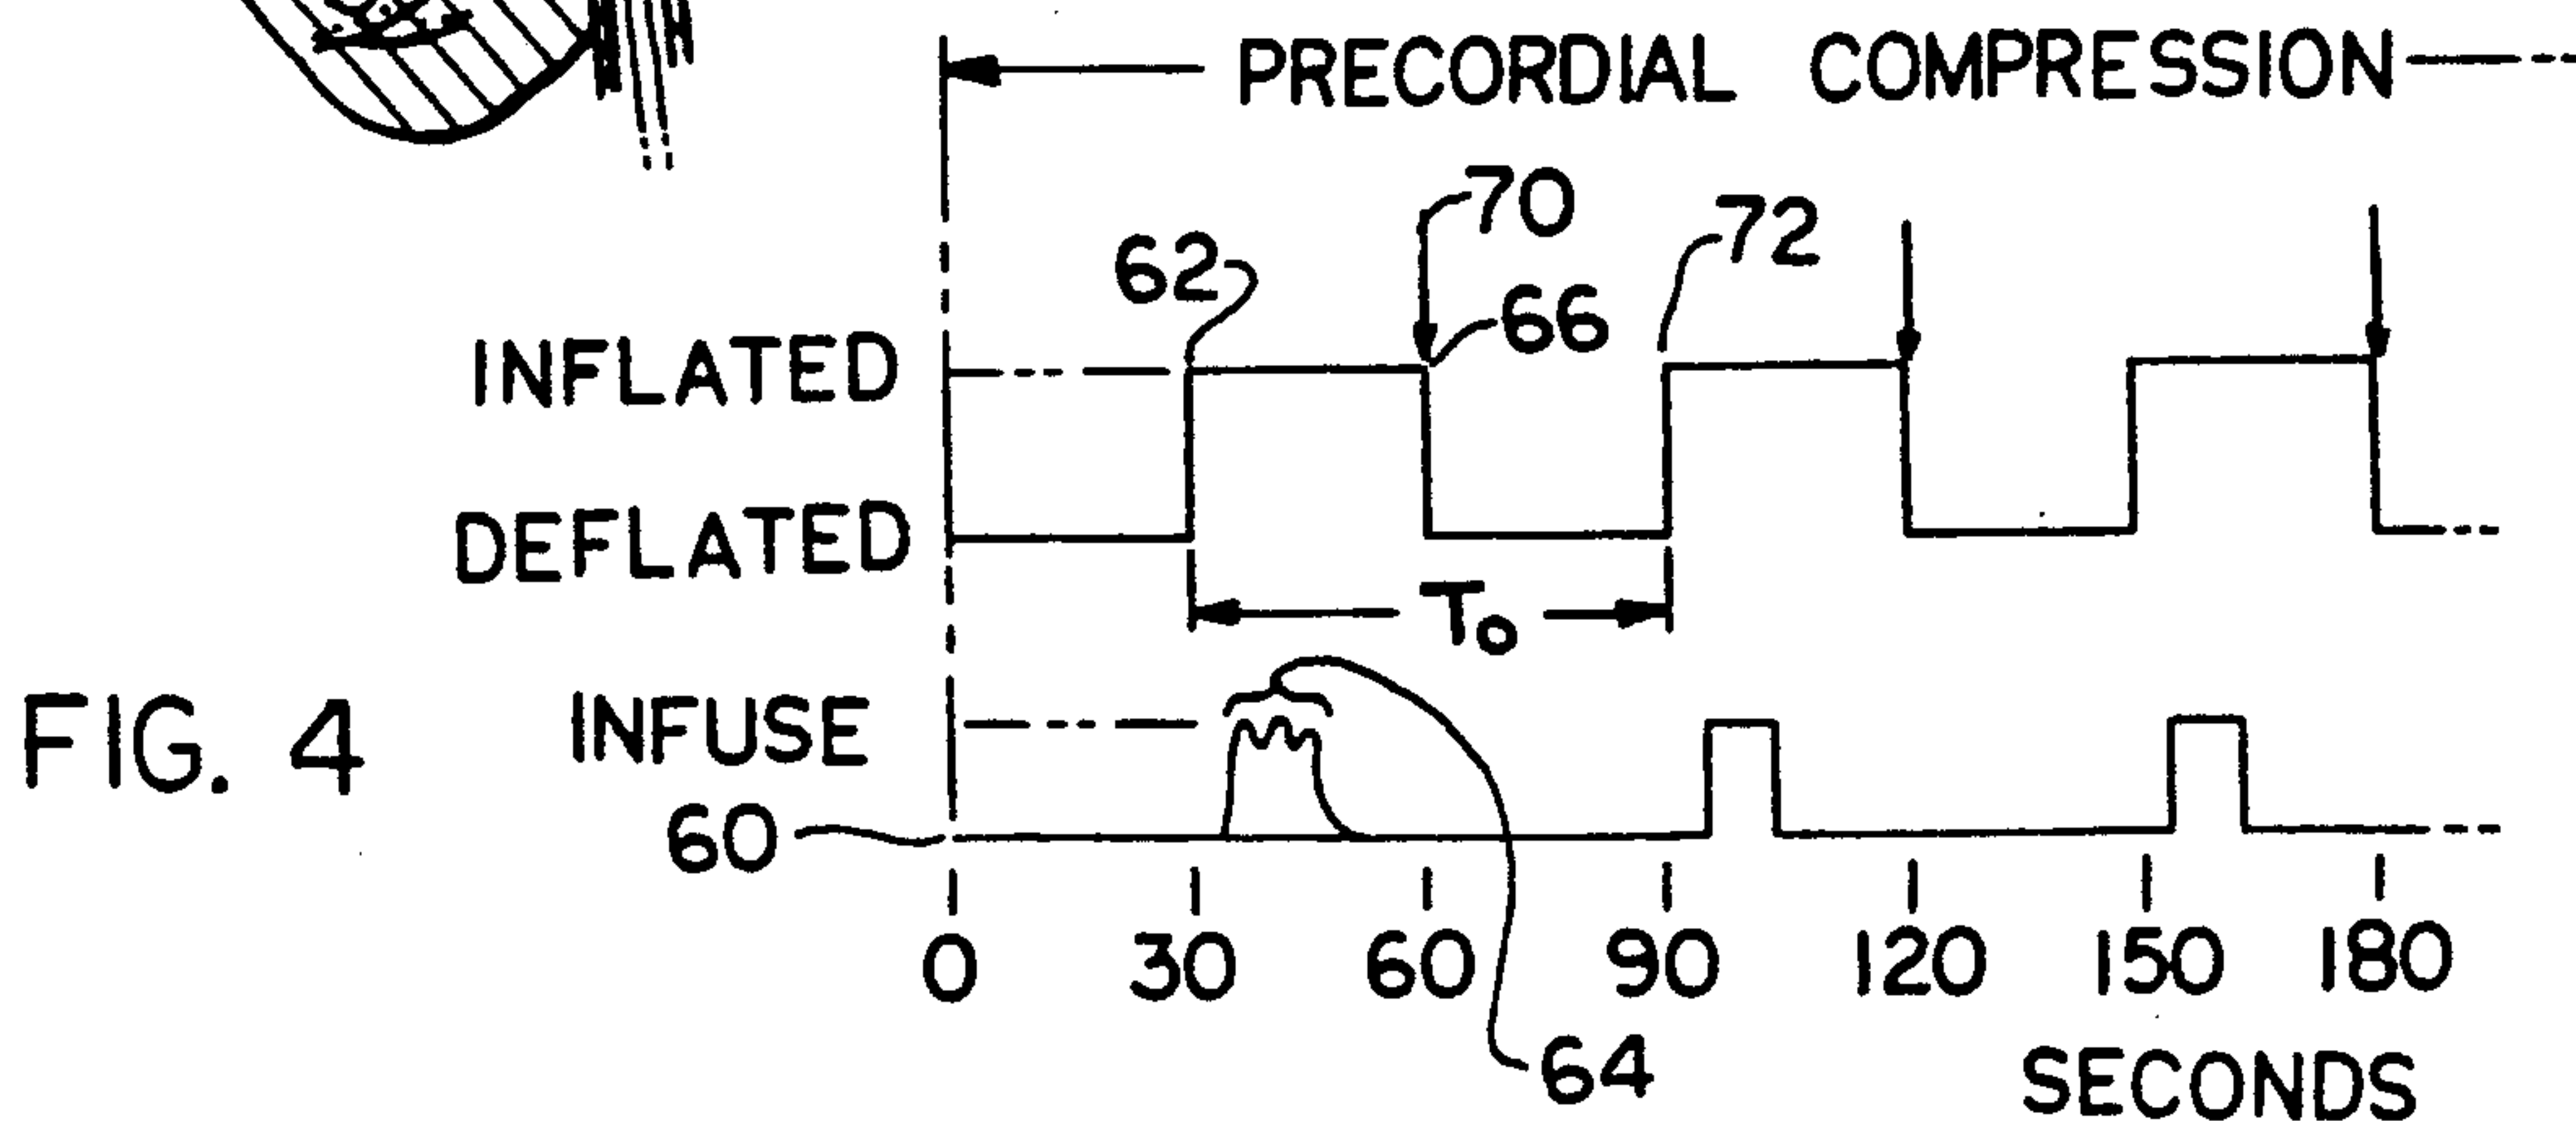 PRECORDIAL COMPRESSION
70
72
62
66
INFLATED
DEFLATED
To
FIG. 4
INFUSE
60
0 30 60 90 120 150 180
64
SECONDS